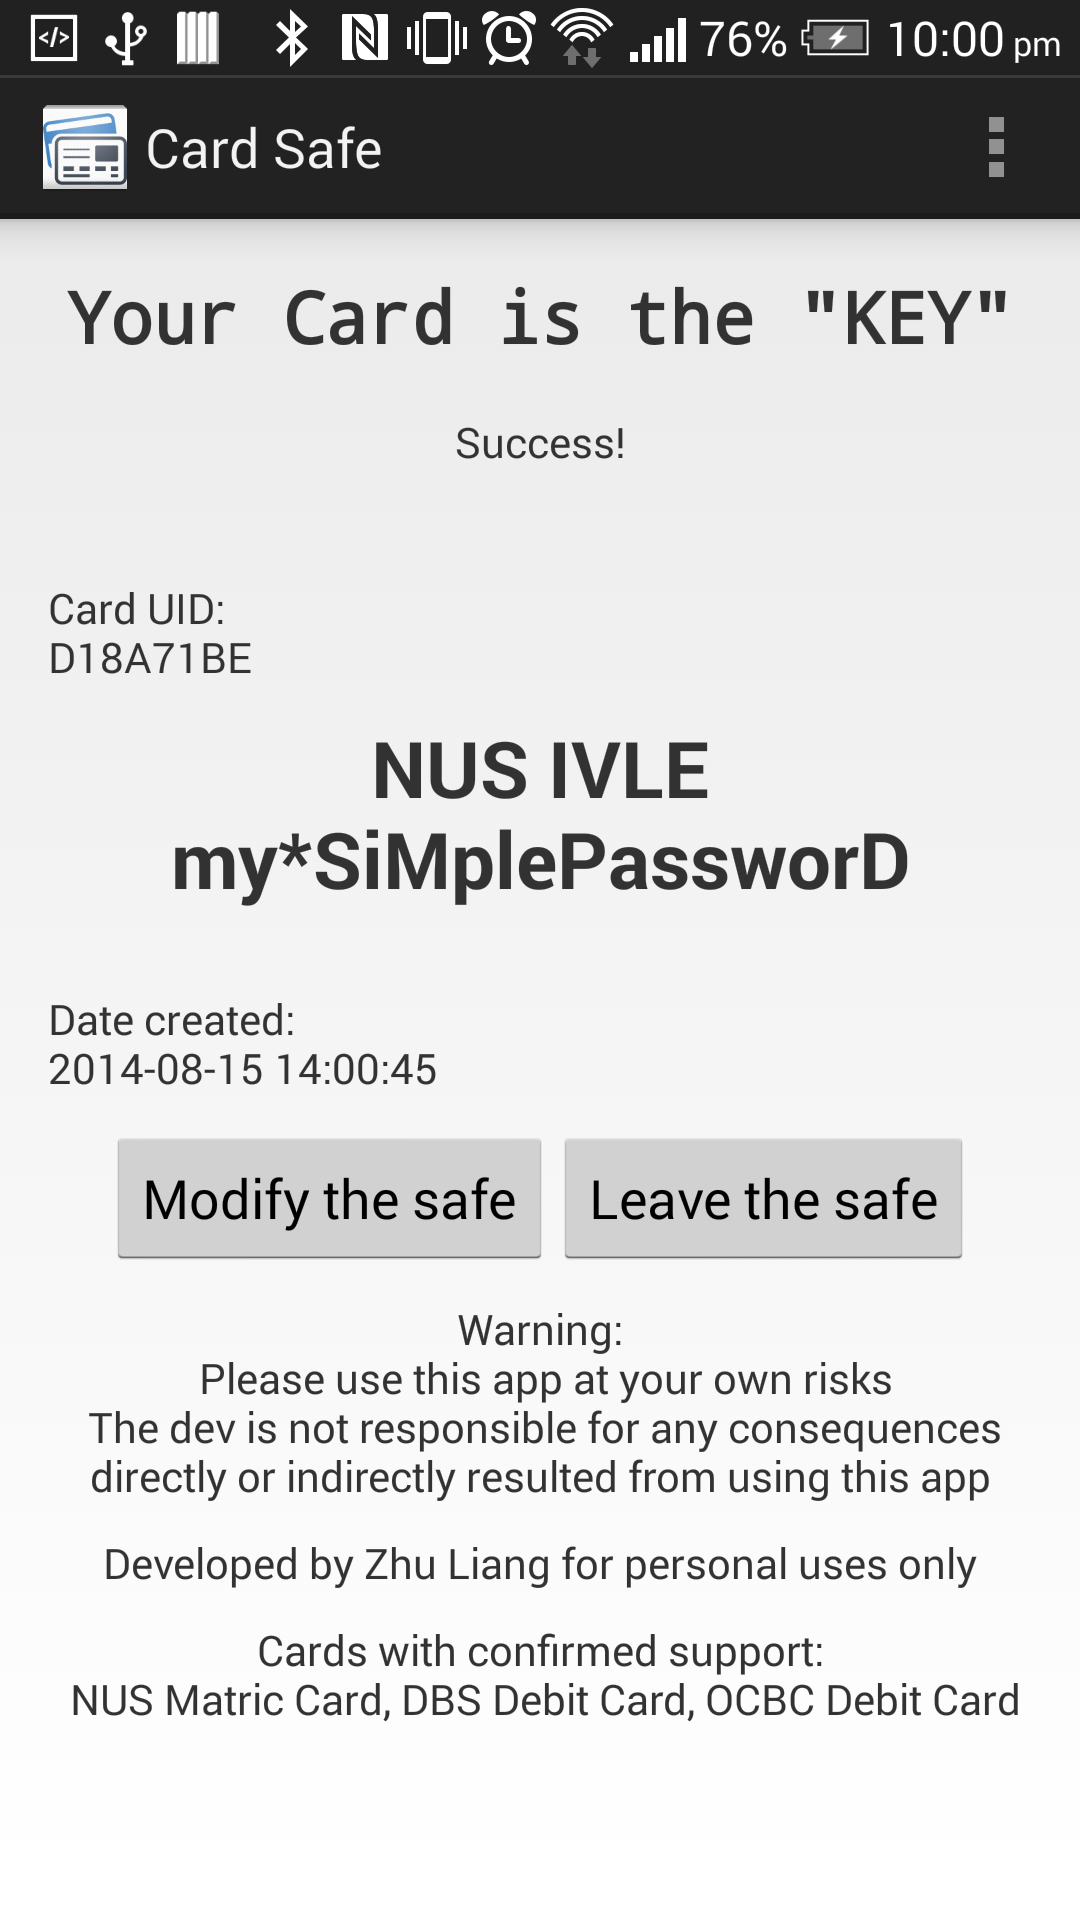 76% 10:00 pm
Card Safe
Your Card is the "KEY"
Success!
Card UID:
D18A71BE
NUS IVLE
my*SiMplePassworD
Date created:
2014-08-15 14:00:45
Modify the safe Leave the safe
Warning:
Please use this app at your own risks
The dev is not responsible for any consequences
directly or indirectly resulted from using this app
Developed by Zhu Liang for personal uses only
Cards with confirmed support:
NUS Matric Card, DBS Debit Card, OCBC Debit Card